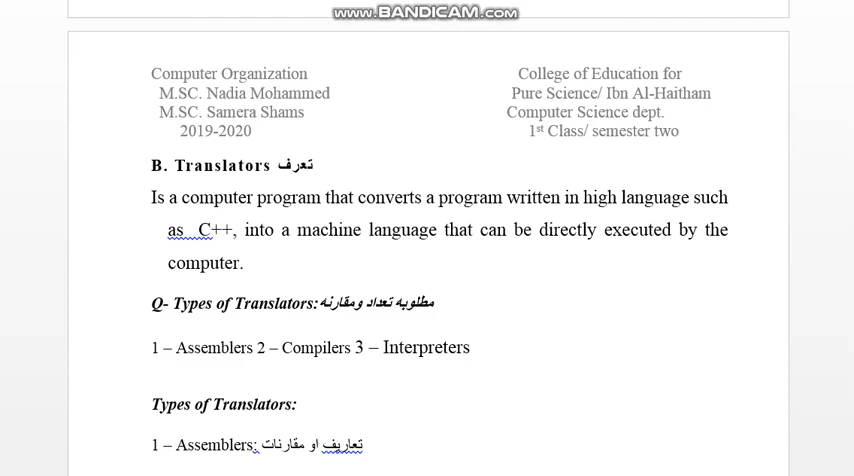 www.BANDICAM.com
Computer Organization College of Education for
M.SC. Nadia Mohammed Pure Science/ Ibn Al-Haitham
M.SC. Samera Shams Computer Science dept.
2019-2020 1st Class/ semester two
B. Translators تعرف
Is a computer program that converts a program written in high language such
as C++, into a machine language that can be directly executed by the
computer.
Q- Types of Translators: مطلوبه تعداد ومقارنه
1 – Assemblers 2 – Compilers 3 – Interpreters
Types of Translators:
1 – Assemblers: تعاريف او مقارنات